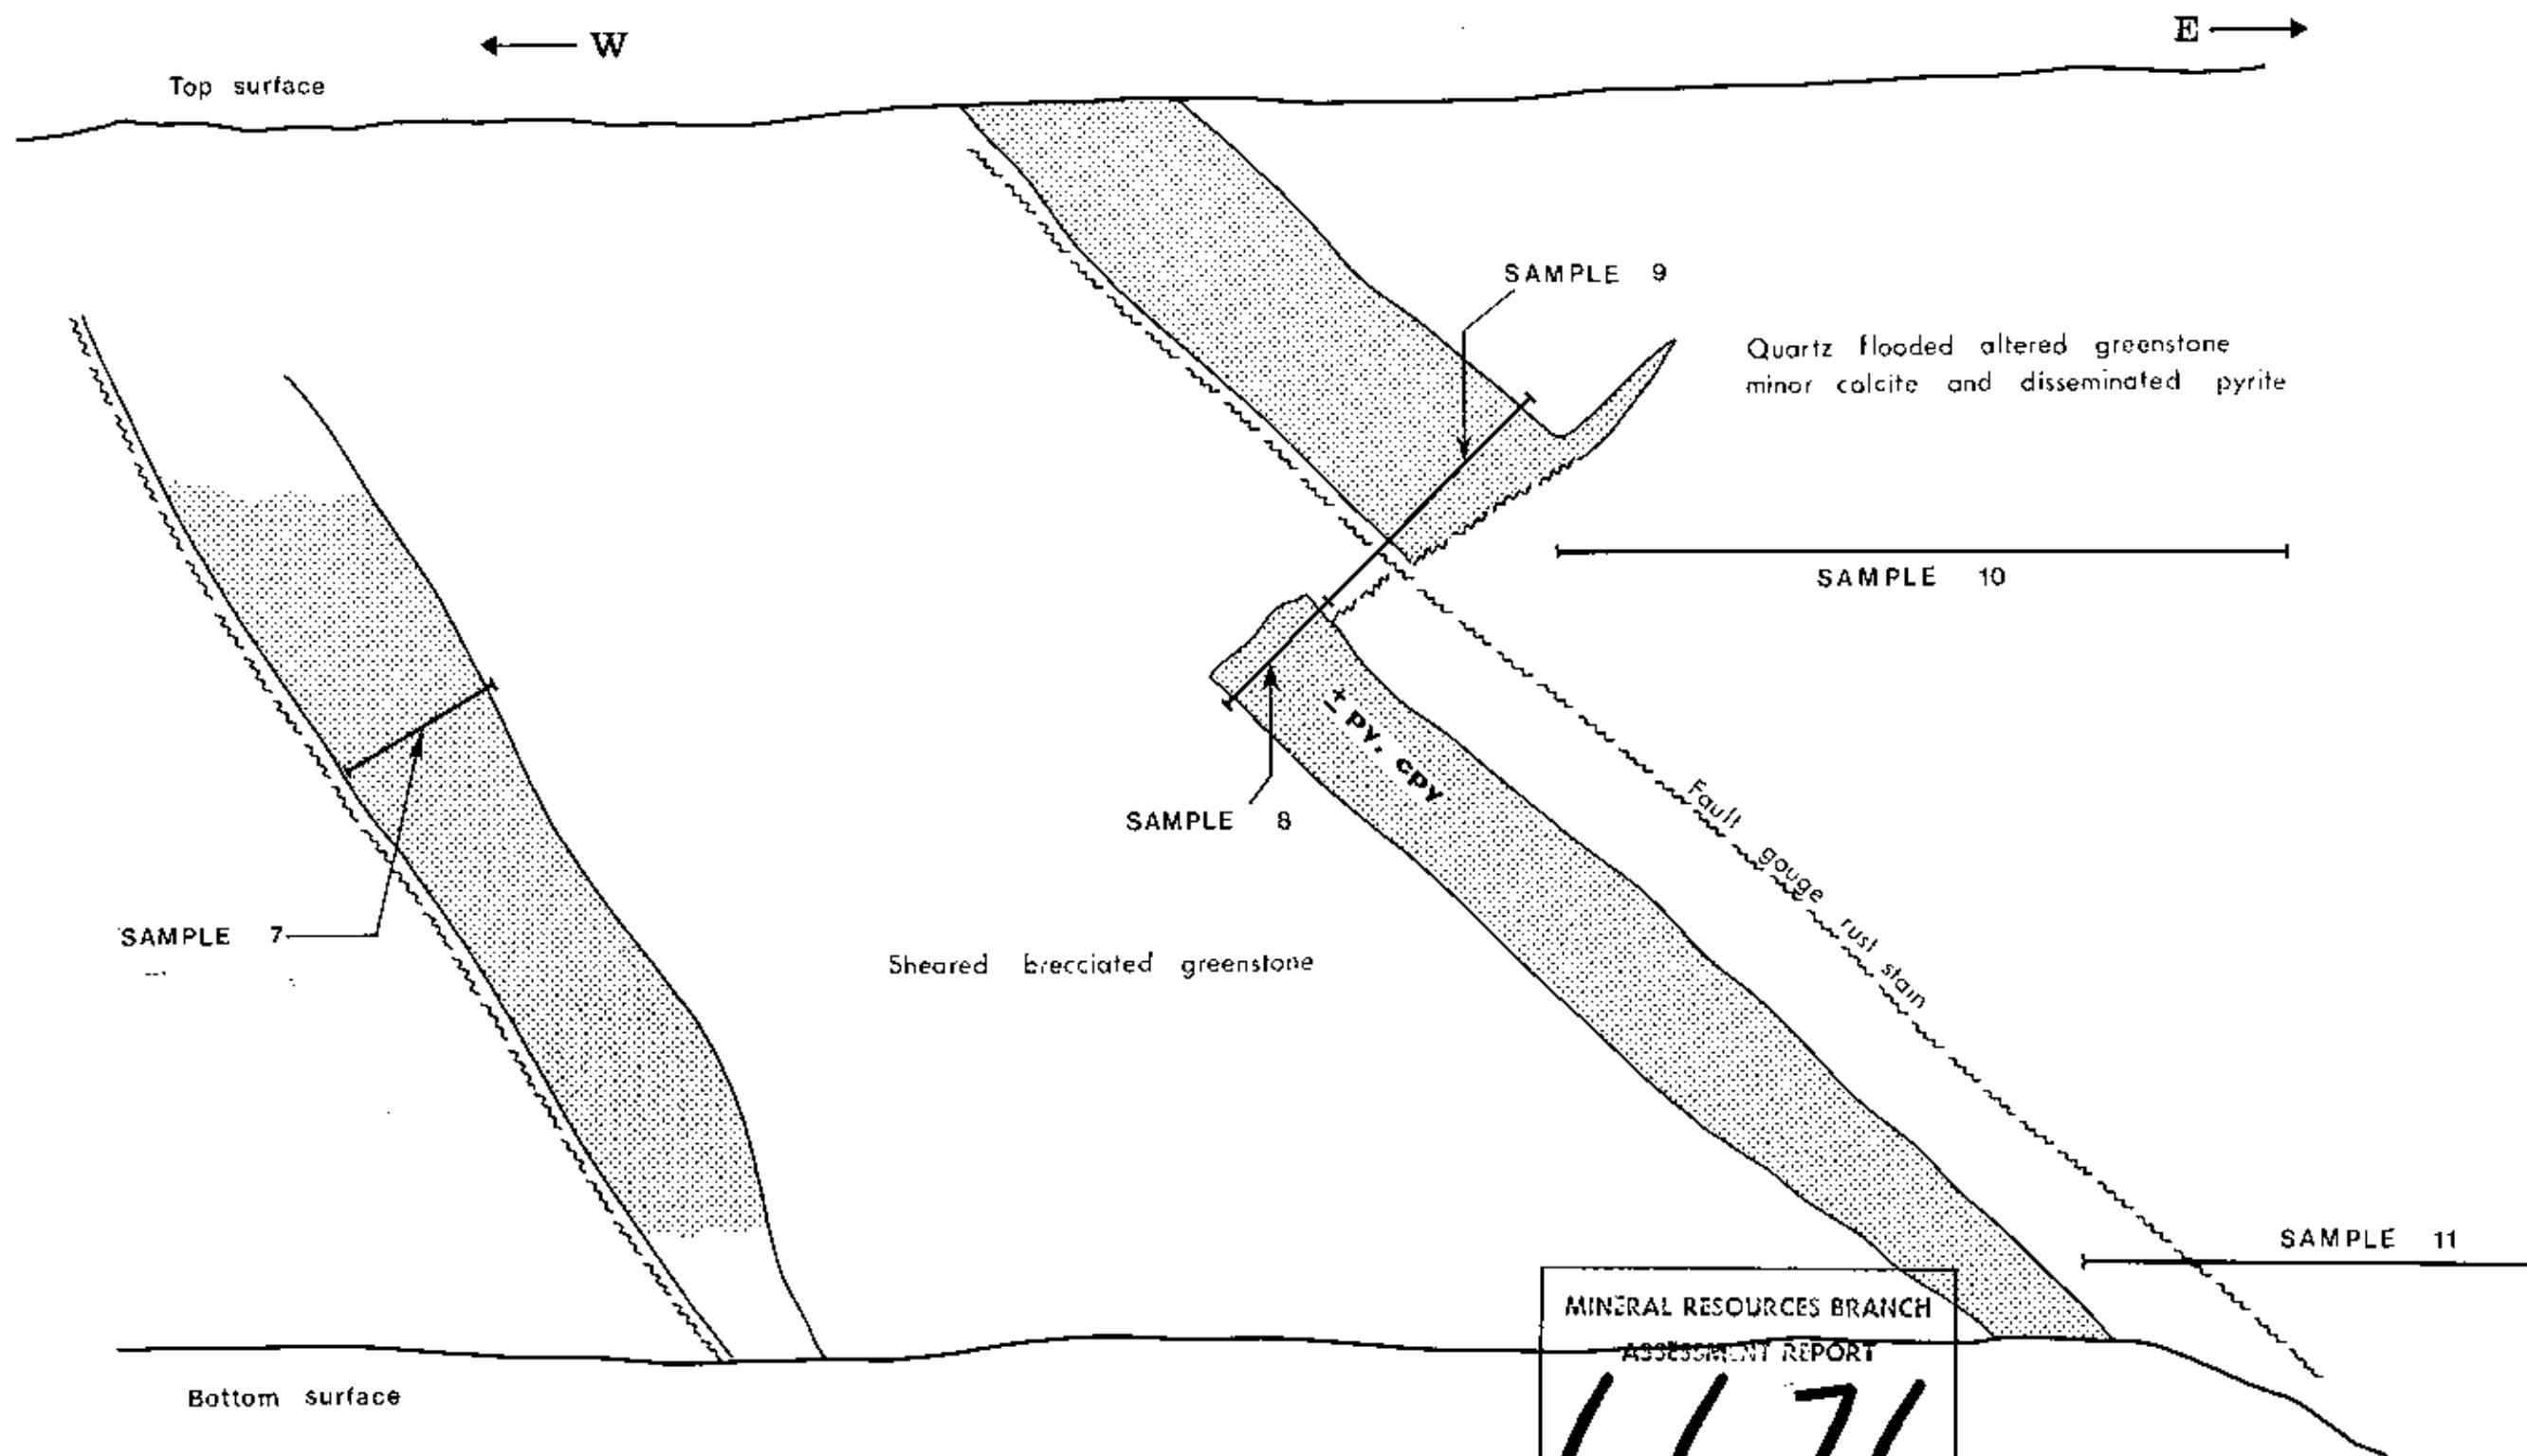 W
E
Top surface
SAMPLE 9
Quartz flooded altered greenstone
minor calcite and disseminated pyrite
SAMPLE 10
± py. cpy
SAMPLE 8
Fault gouge rust stain
SAMPLE 7
Sheared brecciated greenstone
SAMPLE 11
MINERAL RESOURCES BRANCH
ASSESSMENT REPORT
Bottom surface